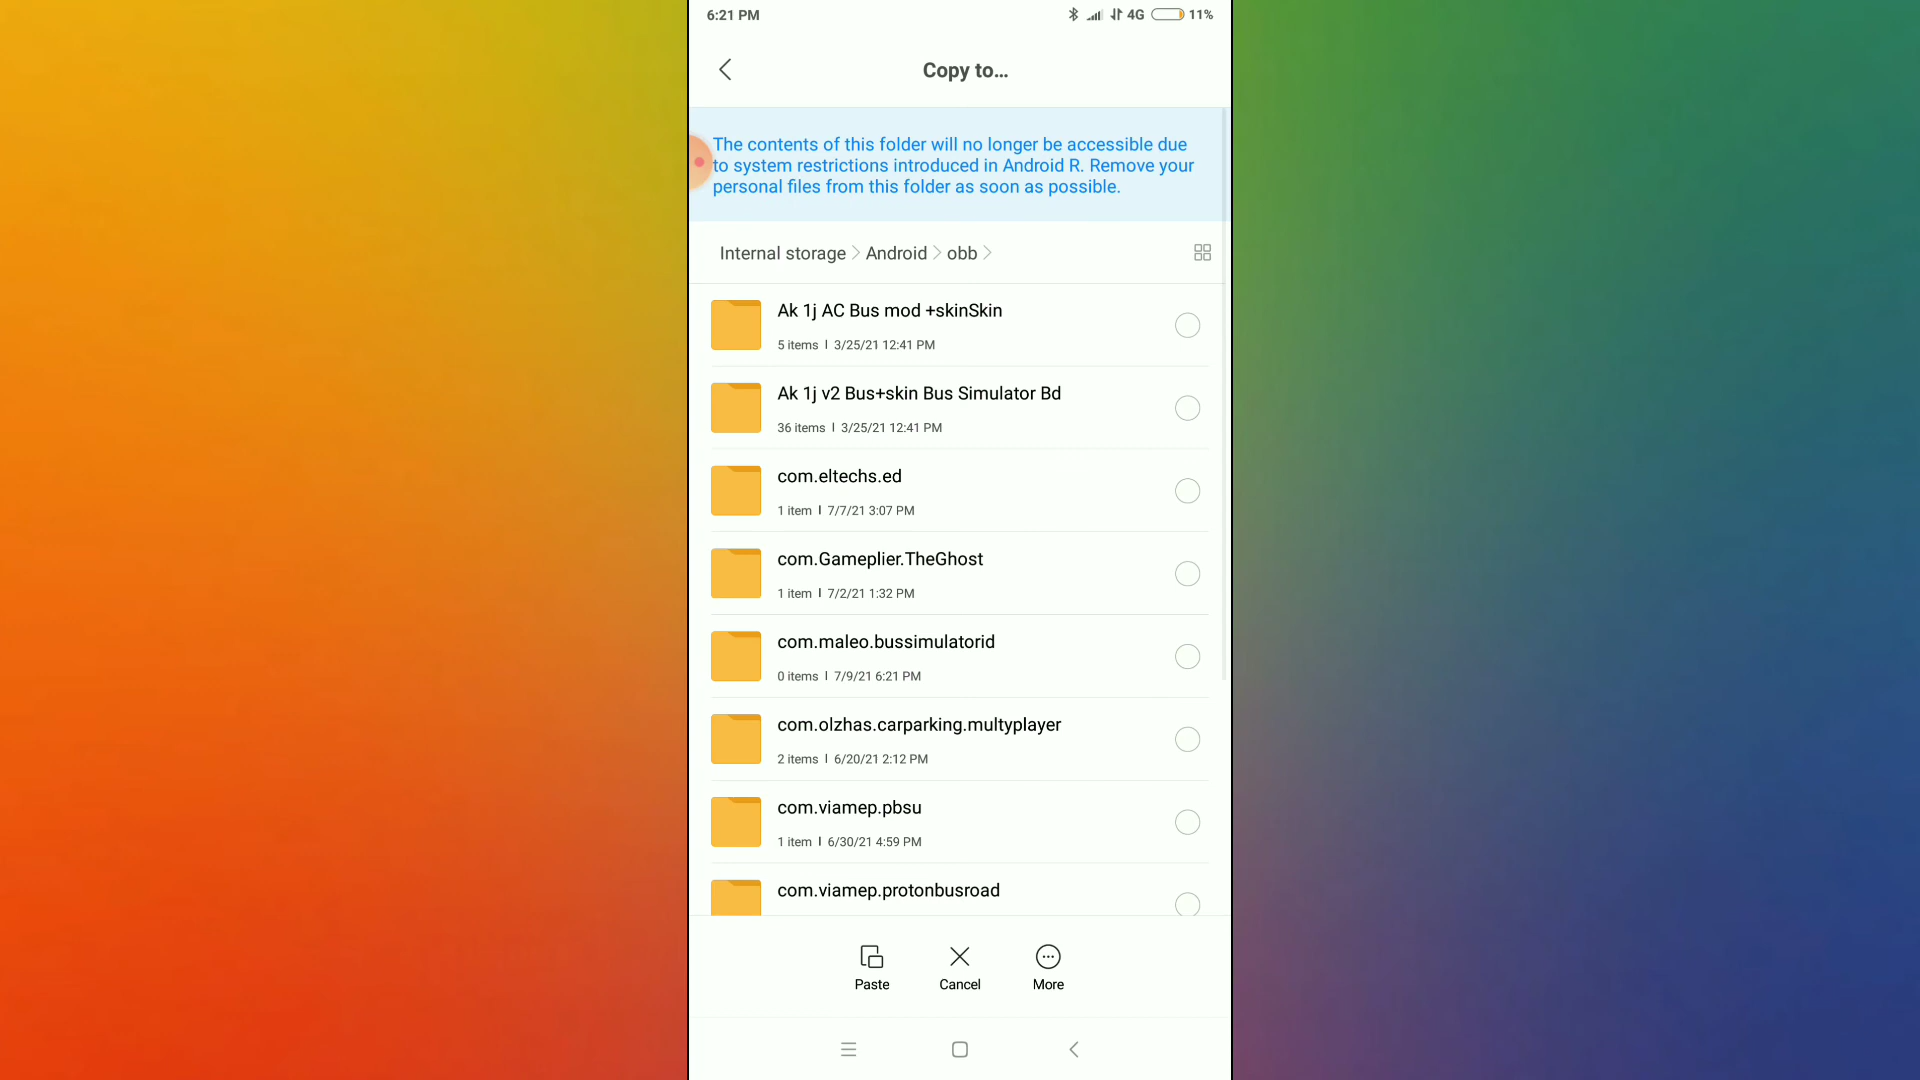 6:21 PM 4G 11%
Copy to...
The contents of this folder will no longer be accessible due
to system restrictions introduced in Android R. Remove your
personal files from this folder as soon as possible.
Internal storage > Android > obb >
Ak 1j AC Bus mod +skinSkin
5 items | 3/25/21 12:41 PM
Ak 1j v2 Bus+skin Bus Simulator Bd
36 items | 3/25/21 12:41 PM
com.eltechs.ed
1 item | 7/7/21 3:07 PM
com.Gameplier.TheGhost
1 item | 7/2/21 1:32 PM
com.maleo.bussimulatorid
0 items | 7/9/21 6:21 PM
com.olzhas.carparking.multyplayer
2 items | 6/20/21 2:12 PM
com.viamep.pbsu
1 item | 6/30/21 4:59 PM
com.viamep.protonbusroad
Paste Cancel More